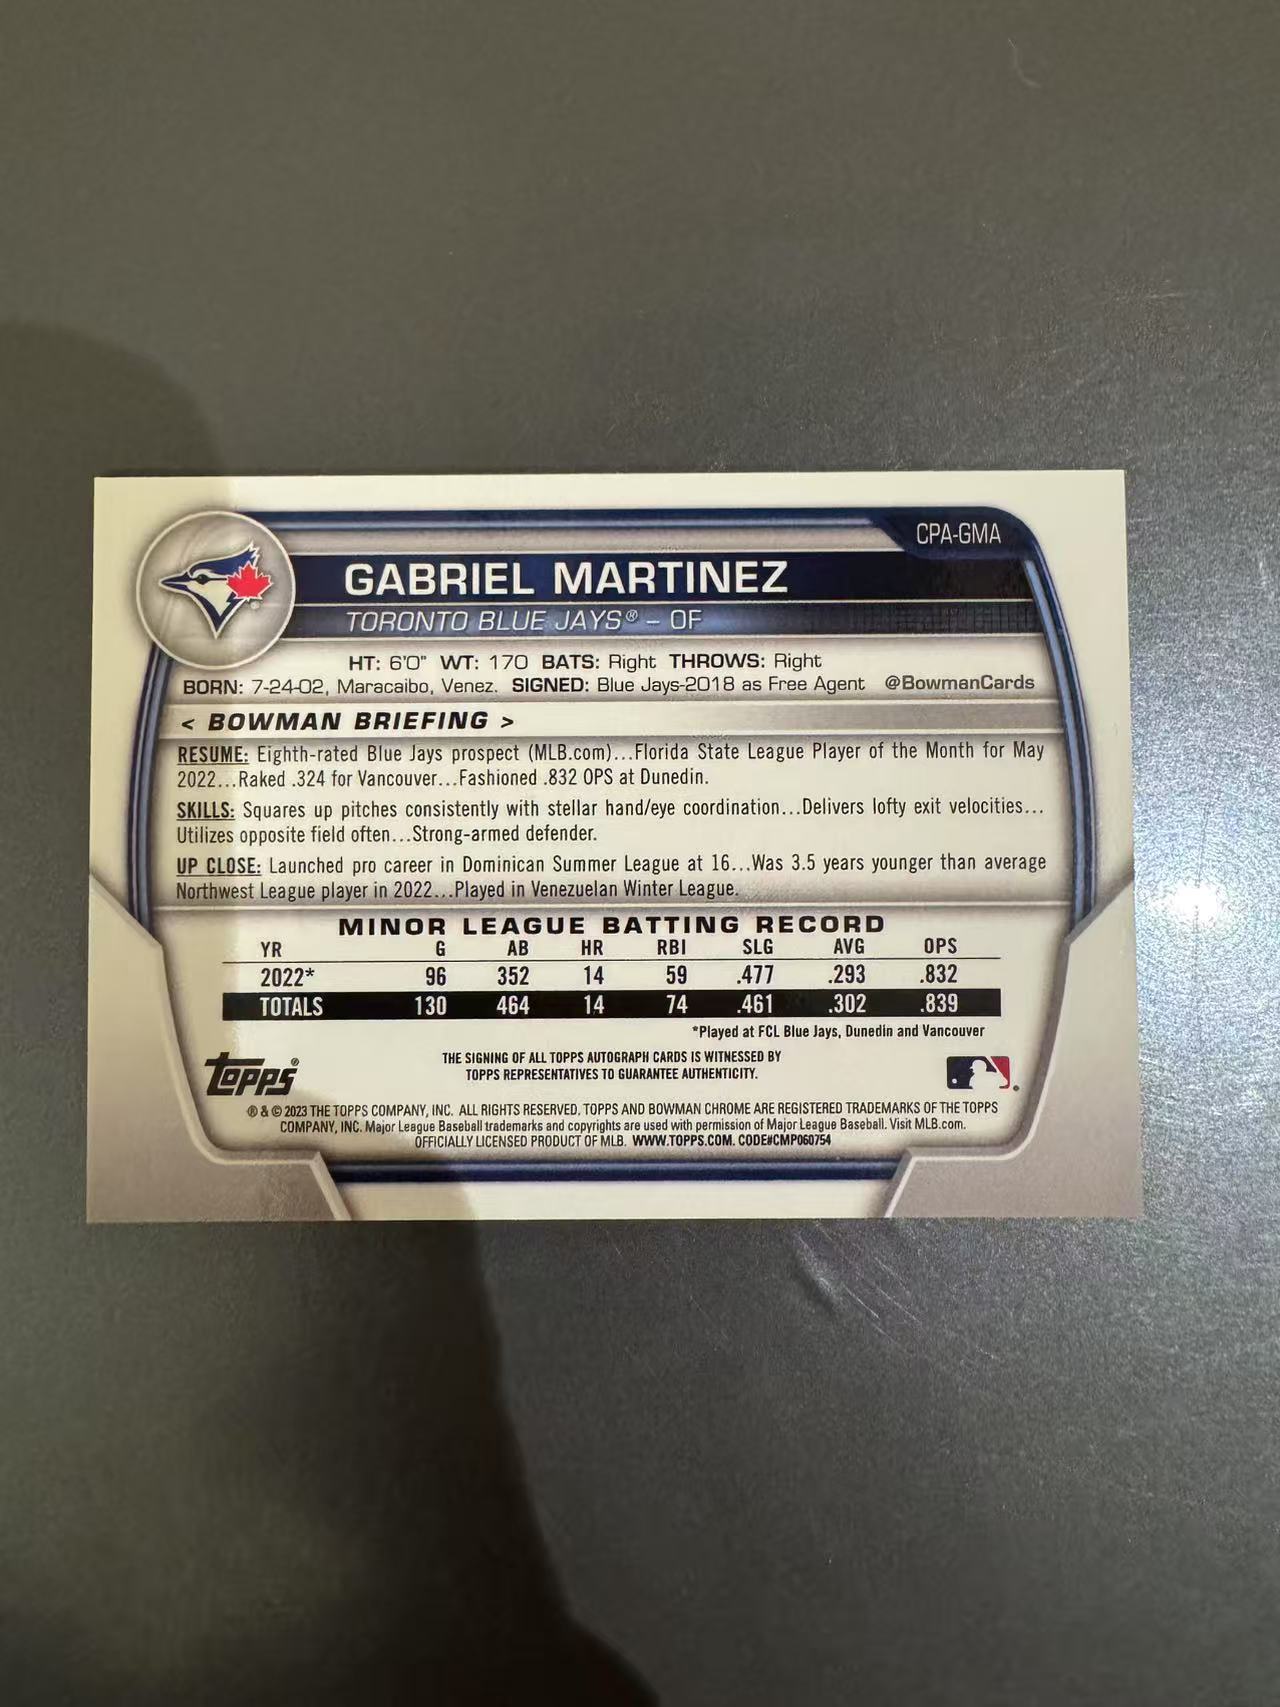 CPA-GMA
GABRIEL MARTINEZ
TORONTO BLUE JAYS® – OF
HT: 6'0" WT: 170 BATS: Right THROWS: Right
BORN: 7-24-02, Maracaibo, Venez. SIGNED: Blue Jays-2018 as Free Agent @BowmanCards
< BOWMAN BRIEFING >
RESUME: Eighth-rated Blue Jays prospect (MLB.com)...Florida State League Player of the Month for May
2022...Raked .324 for Vancouver...Fashioned .832 OPS at Dunedin.
SKILLS: Squares up pitches consistently with stellar hand/eye coordination...Delivers lofty exit velocities...
Utilizes opposite field often...Strong-armed defender.
UP CLOSE: Launched pro career in Dominican Summer League at 16...Was 3.5 years younger than average
Northwest League player in 2022...Played in Venezuelan Winter League.
MINOR LEAGUE BATTING RECORD
YR G AB HR RBI SLG AVG OPS
2022* 96 352 14 59 .477 .293 .832
TOTALS 130 464 14 74 .461 .302 .839
*Played at FCL Blue Jays, Dunedin and Vancouver
THE SIGNING OF ALL TOPPS AUTOGRAPH CARDS IS WITNESSED BY
TOPPS REPRESENTATIVES TO GUARANTEE AUTHENTICITY.
Topps®
® & © 2023 THE TOPPS COMPANY, INC. ALL RIGHTS RESERVED. TOPPS AND BOWMAN CHROME ARE REGISTERED TRADEMARKS OF THE TOPPS
COMPANY, INC. Major League Baseball trademarks and copyrights are used with permission of Major League Baseball. Visit MLB.com.
OFFICIALLY LICENSED PRODUCT OF MLB. WWW.TOPPS.COM. CODE#CMP060754